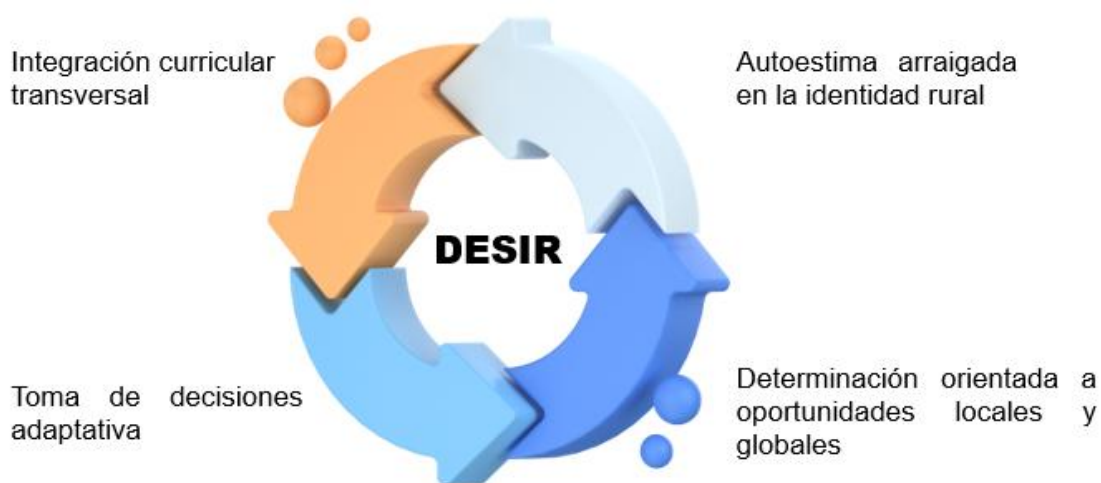 Integración curricular
transversal
Autoestima arraigada
en la identidad rural
DESIR
Toma de decisiones
adaptativa
Determinación orientada a
oportunidades locales y
globales